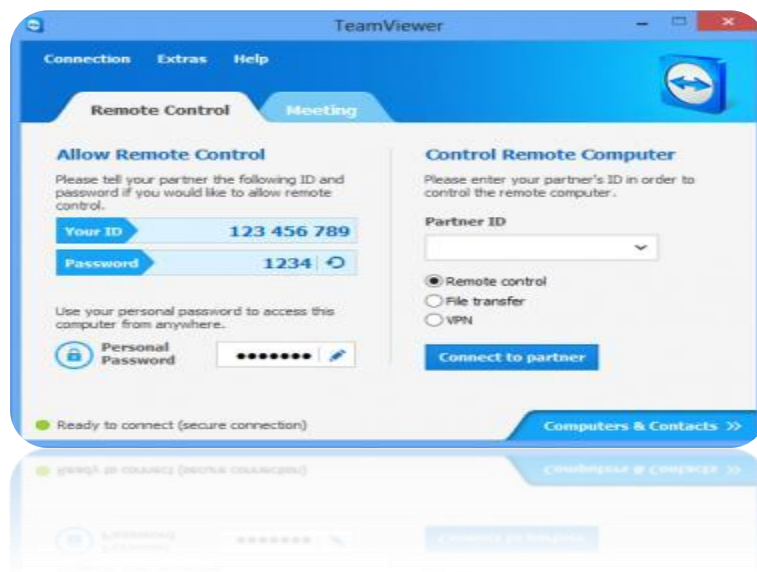 TeamViewer
Connection Extras Help
Remote Control Meeting
Allow Remote Control
Please tell your partner the following ID and
password if you would like to allow remote
control.
Your ID 123 456 789
Password 1234
Use your personal password to access this
computer from anywhere.
Personal
Password
Control Remote Computer
Please enter your partner's ID in order to
control the remote computer.
Partner ID
Remote control
File transfer
VPN
Connect to partner
Ready to connect (secure connection)
Computers & Contacts >>